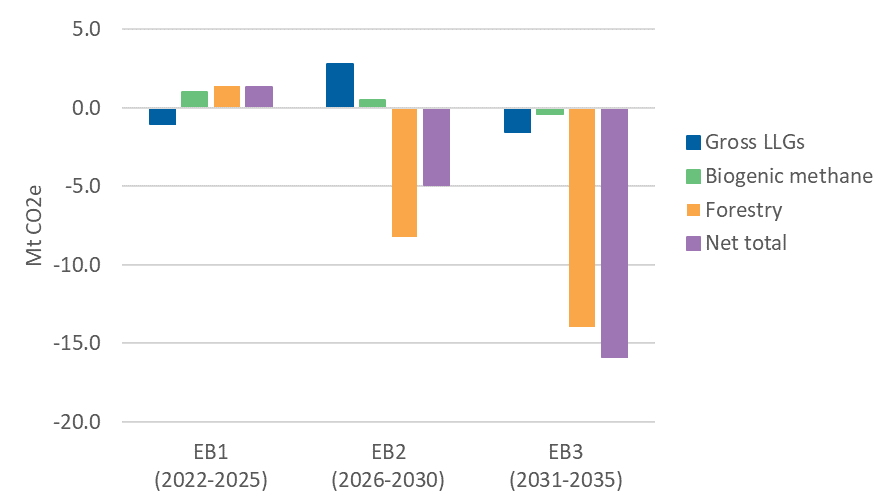 5.0
0.0
-5.0
-10.0
-15.0
-20.0
Mt CO2e
EB1
(2022-2025)
EB2
(2026-2030)
EB3
(2031-2035)
Gross LLGs
Biogenic methane
Forestry
Net total